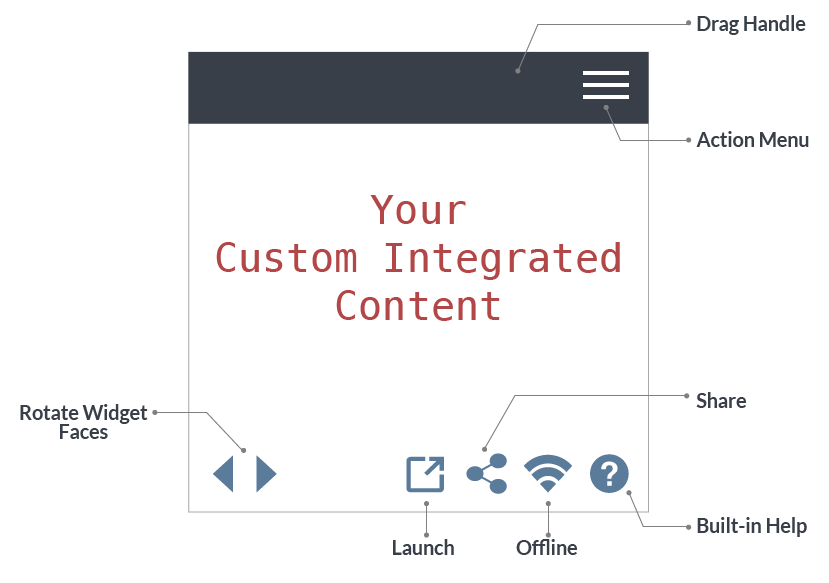 Drag Handle
Action Menu
Your
Custom Integrated
Content
Share
Rotate Widget
Faces
?
Built-in Help
Launch
Offline